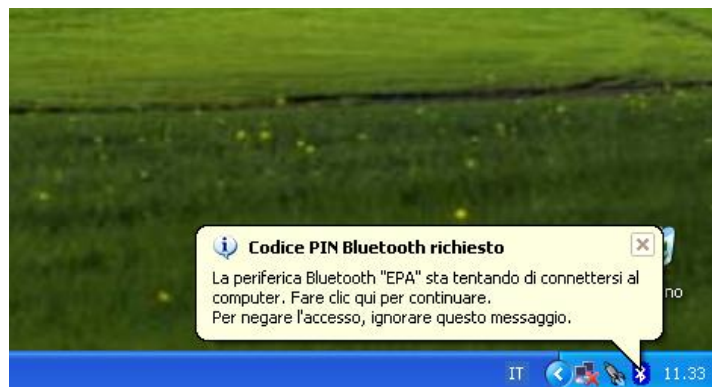 Codice PIN Bluetooth richiesto
La periferica Bluetooth "EPA" sta tentando di connettersi al
computer. Fare clic qui per continuare.
Per negare l'accesso, ignorare questo messaggio.
no
IT
11.33